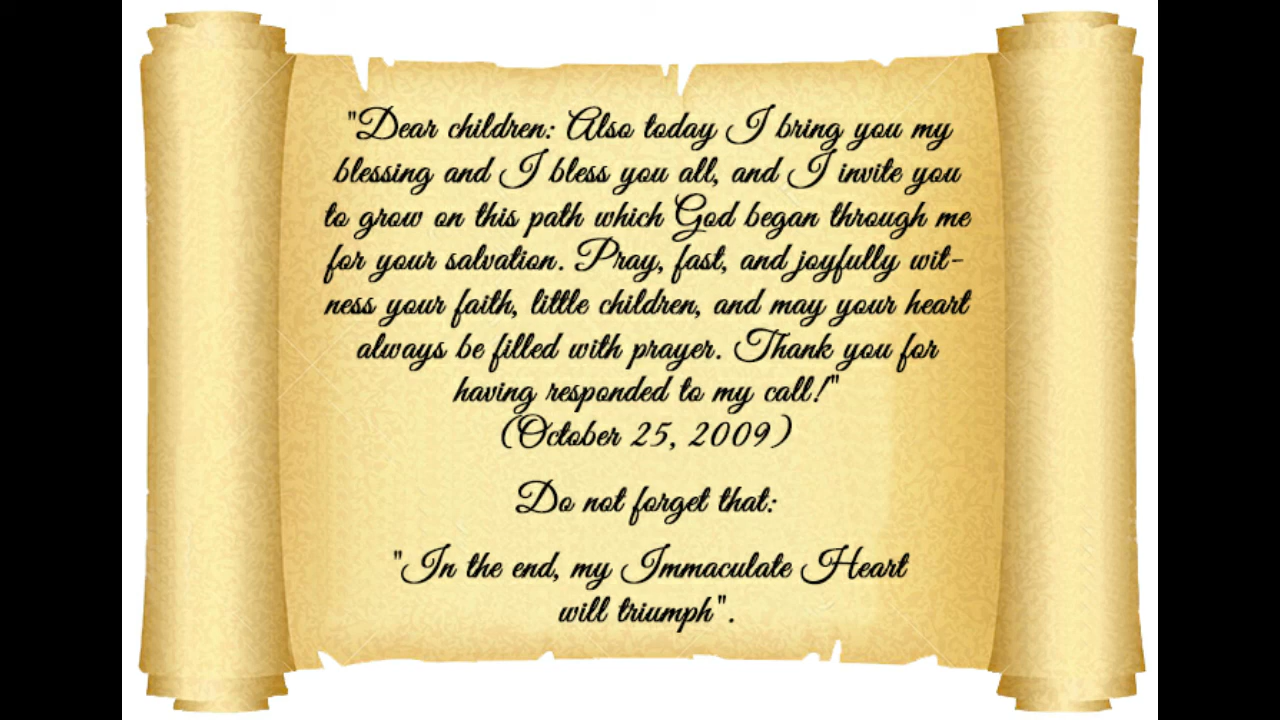 "Dear children: Also today I bring you my
blessing and I bless you all, and I invite you
to grow on this path which God began through me
for your salvation. Pray, fast, and joyfully wit-
ness your faith, little children, and may your heart
always be filled with prayer. Thank you for
having responded to my call!"
(October 25, 2009)
Do not forget that:
"In the end, my Immaculate Heart
will triumph".